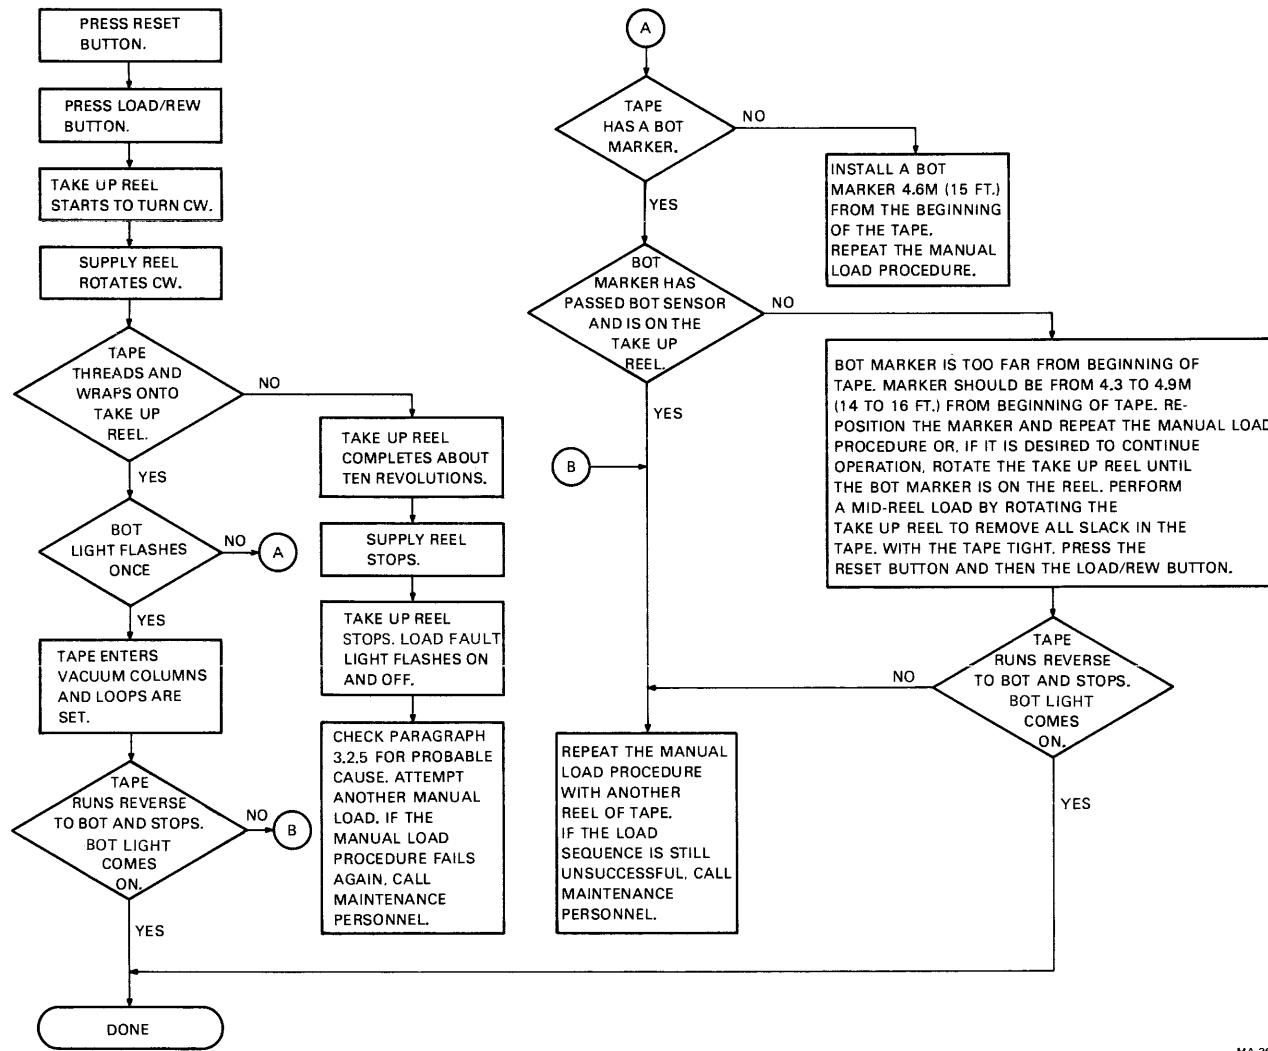 PRESS RESET
BUTTON.
PRESS LOAD/REW
BUTTON.
TAKE UP REEL
STARTS TO TURN CW.
SUPPLY REEL
ROTATES CW.
TAPE
THREADS AND
WRAPS ONTO
TAKE UP
REEL.
NO
YES
BOT
LIGHT FLASHES
ONCE
NO
A
YES
TAPE ENTERS
VACUUM COLUMNS
AND LOOPS ARE
SET.
TAPE
RUNS REVERSE
TO BOT AND STOPS.
BOT LIGHT
COMES
ON.
NO
B
YES
DONE
TAKE UP REEL
COMPLETES ABOUT
TEN REVOLUTIONS.
SUPPLY REEL
STOPS.
TAKE UP REEL
STOPS. LOAD FAULT
LIGHT FLASHES ON
AND OFF.
CHECK PARAGRAPH
3.2.5 FOR PROBABLE
CAUSE. ATTEMPT
ANOTHER MANUAL
LOAD. IF THE
MANUAL LOAD
PROCEDURE FAILS
AGAIN, CALL
MAINTENANCE
PERSONNEL.
A
TAPE
HAS A BOT
MARKER.
NO
YES
INSTALL A BOT
MARKER 4.6M (15 FT.)
FROM THE BEGINNING
OF THE TAPE.
REPEAT THE MANUAL
LOAD PROCEDURE.
BOT
MARKER HAS
PASSED BOT SENSOR
AND IS ON THE
TAKE UP
REEL.
NO
YES
B
BOT MARKER IS TOO FAR FROM BEGINNING OF
TAPE. MARKER SHOULD BE FROM 4.3 TO 4.9M
(14 TO 16 FT.) FROM BEGINNING OF TAPE. RE-
POSITION THE MARKER AND REPEAT THE MANUAL LOAD
PROCEDURE OR, IF IT IS DESIRED TO CONTINUE
OPERATION, ROTATE THE TAKE UP REEL UNTIL
THE BOT MARKER IS ON THE REEL. PERFORM
A MID-REEL LOAD BY ROTATING THE
TAKE UP REEL TO REMOVE ALL SLACK IN THE
TAPE. WITH THE TAPE TIGHT, PRESS THE
RESET BUTTON AND THEN THE LOAD/REW BUTTON.
TAPE
RUNS REVERSE
TO BOT AND STOPS.
BOT LIGHT
COMES
ON.
NO
YES
REPEAT THE MANUAL
LOAD PROCEDURE
WITH ANOTHER
REEL OF TAPE.
IF THE LOAD
SEQUENCE IS STILL
UNSUCCESSFUL, CALL
MAINTENANCE
PERSONNEL.